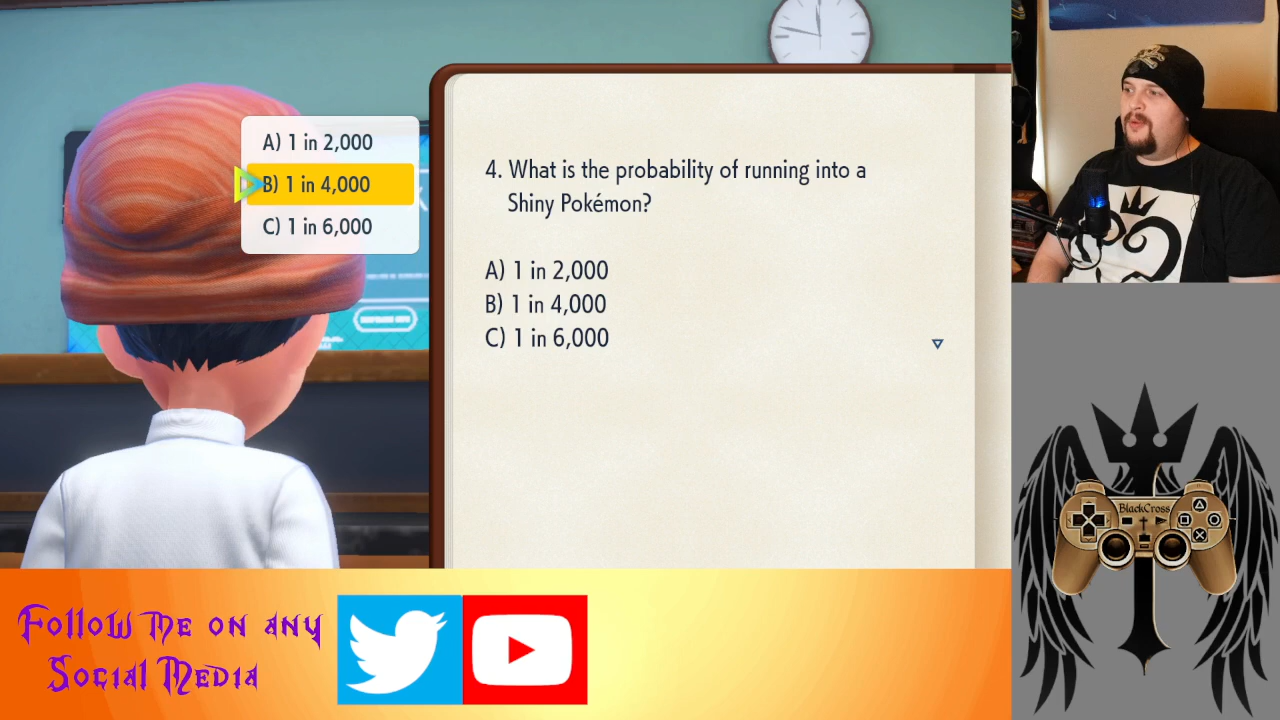 A) 1 in 2,000
B) 1 in 4,000
C) 1 in 6,000
4. What is the probability of running into a
Shiny Pokémon?
A) 1 in 2,000
B) 1 in 4,000
C) 1 in 6,000
BlackCross
Follow me on any
Social Media